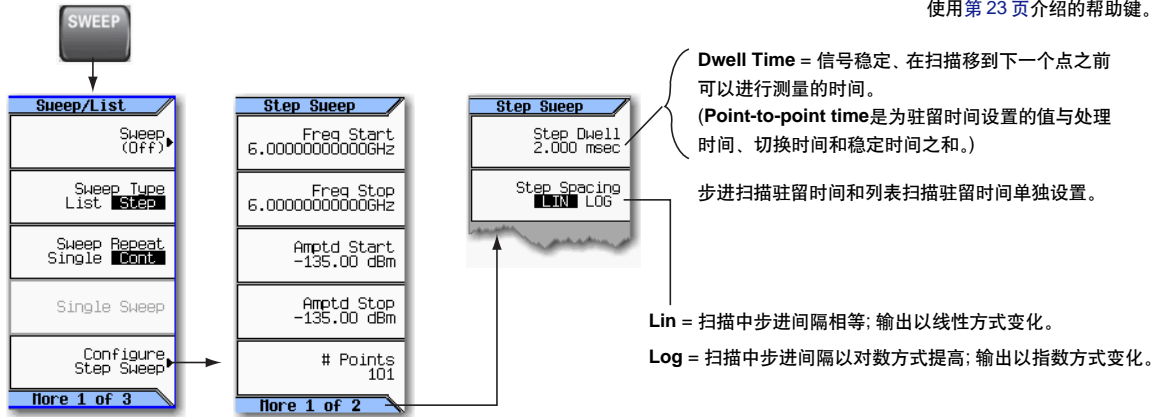 使用第 23 页介绍的帮助键。
SWEEP
Sweep/List
Sweep
(Off)
Sweep Type
List Step
Sweep Repeat
Single Cont
Single Sweep
Configure
Step Sweep
More 1 of 3
Step Sweep
Freq Start
6.00000000000GHz
Freq Stop
6.00000000000GHz
Amptd Start
-135.00 dBm
Amptd Stop
-135.00 dBm
# Points
101
More 1 of 2
Step Sweep
Step Dwell
2.000 msec
Step Spacing
LIN LOG
Dwell Time = 信号稳定、在扫描移到下一个点之前
可以进行测量的时间。
(Point-to-point time是为驻留时间设置的值与处理
时间、切换时间和稳定时间之和。)
步进扫描驻留时间和列表扫描驻留时间单独设置。
Lin = 扫描中步进间隔相等; 输出以线性方式变化。
Log = 扫描中步进间隔以对数方式提高; 输出以指数方式变化。